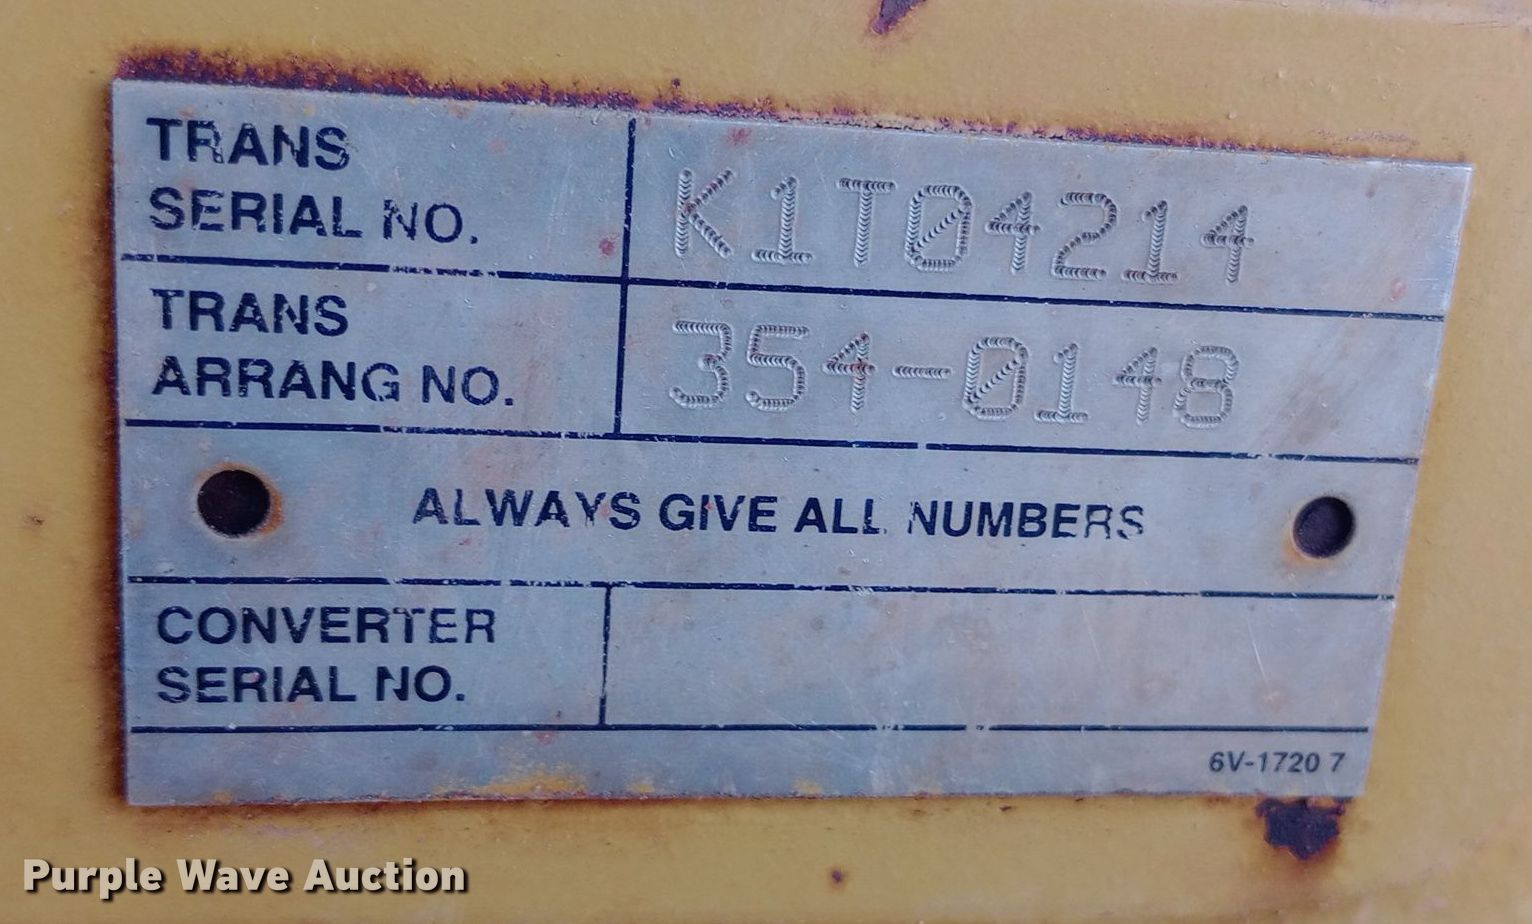 TRANS
SERIAL NO.
K1T04214
TRANS
ARRANG NO.
354-0148
ALWAYS GIVE ALL NUMBERS
CONVERTER
SERIAL NO.
6V-1720 7
Purple Wave Auction